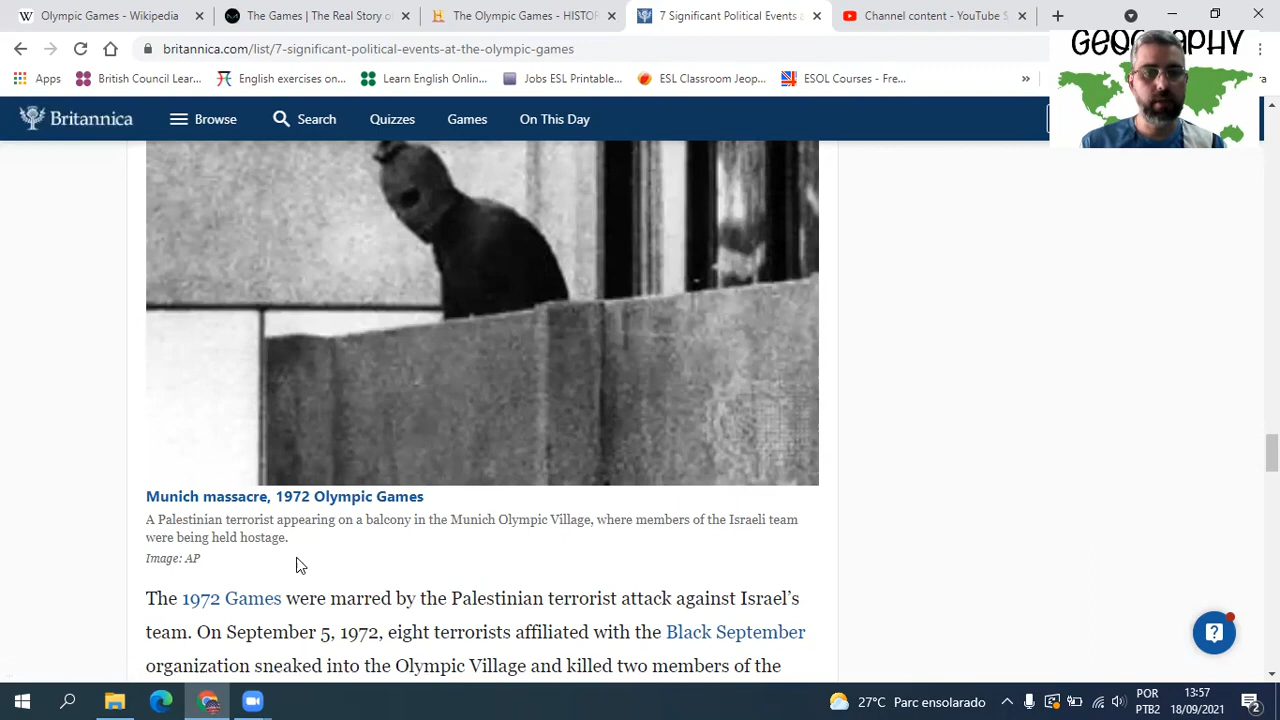 Olympic Games - Wikipedia
The Games | The Real Story of
The Olympic Games - HISTOR
7 Significant Political Events a
Channel content - YouTube S
britannica.com/list/7-significant-political-events-at-the-olympic-games
GEOGRAPHY
Apps
British Council Lear...
English exercises on...
Learn English Onlin...
Jobs ESL Printable...
ESL Classroom Jeop...
ESOL Courses - Fre...
»
Britannica
Browse
Search
Quizzes
Games
On This Day
Munich massacre, 1972 Olympic Games
A Palestinian terrorist appearing on a balcony in the Munich Olympic Village, where members of the Israeli team
were being held hostage.
Image: AP
The 1972 Games were marred by the Palestinian terrorist attack against Israel’s
team. On September 5, 1972, eight terrorists affiliated with the Black September
organization sneaked into the Olympic Village and killed two members of the
27°C Parc ensolarado
POR
PTB2
13:57
18/09/2021
2